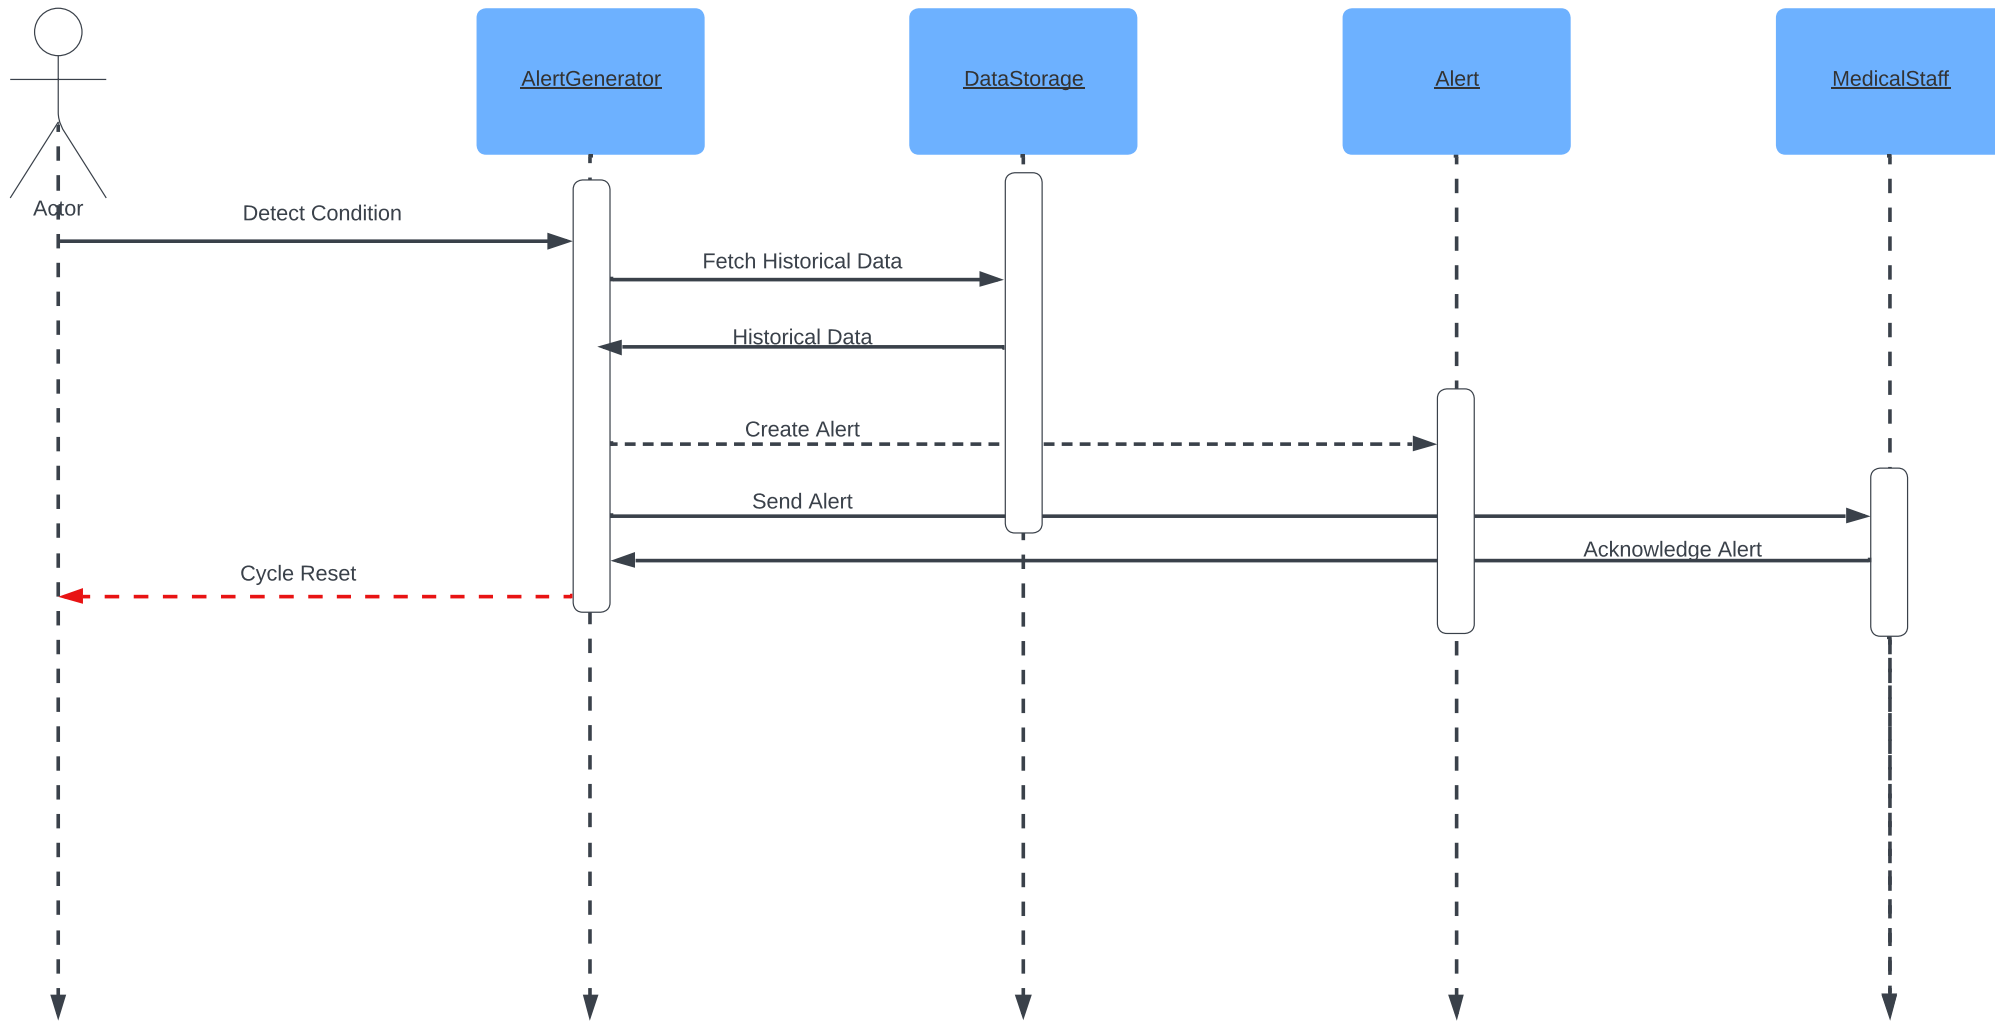 AlertGenerator
DataStorage
Alert
MedicalStaff
Actor
Detect Condition
Fetch Historical Data
Historical Data
Create Alert
Send Alert
Acknowledge Alert
Cycle Reset